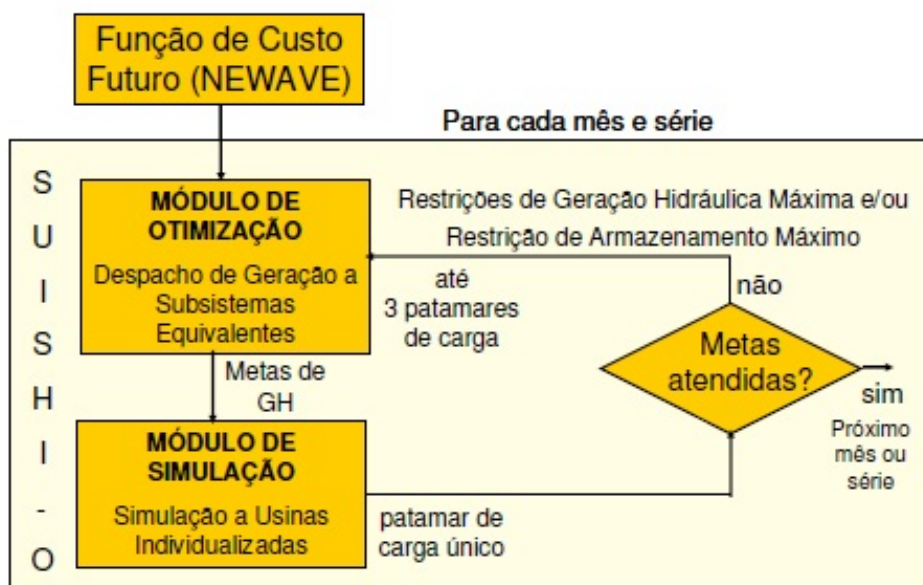 Função de Custo
Futuro (NEWAVE)
Para cada mês e série
S
U
I
S
H
I
-
O
MÓDULO DE
OTIMIZAÇÃO
Despacho de Geração a
Subsistemas
Equivalentes
Restrições de Geração Hidráulica Máxima e/ou
Restrição de Armazenamento Máximo
até
3 patamares
de carga
não
Metas de
GH
Metas
atendidas?
sim
Próximo
mês ou
série
MÓDULO DE
SIMULAÇÃO
Simulação a Usinas
Individualizadas
patamar de
carga único